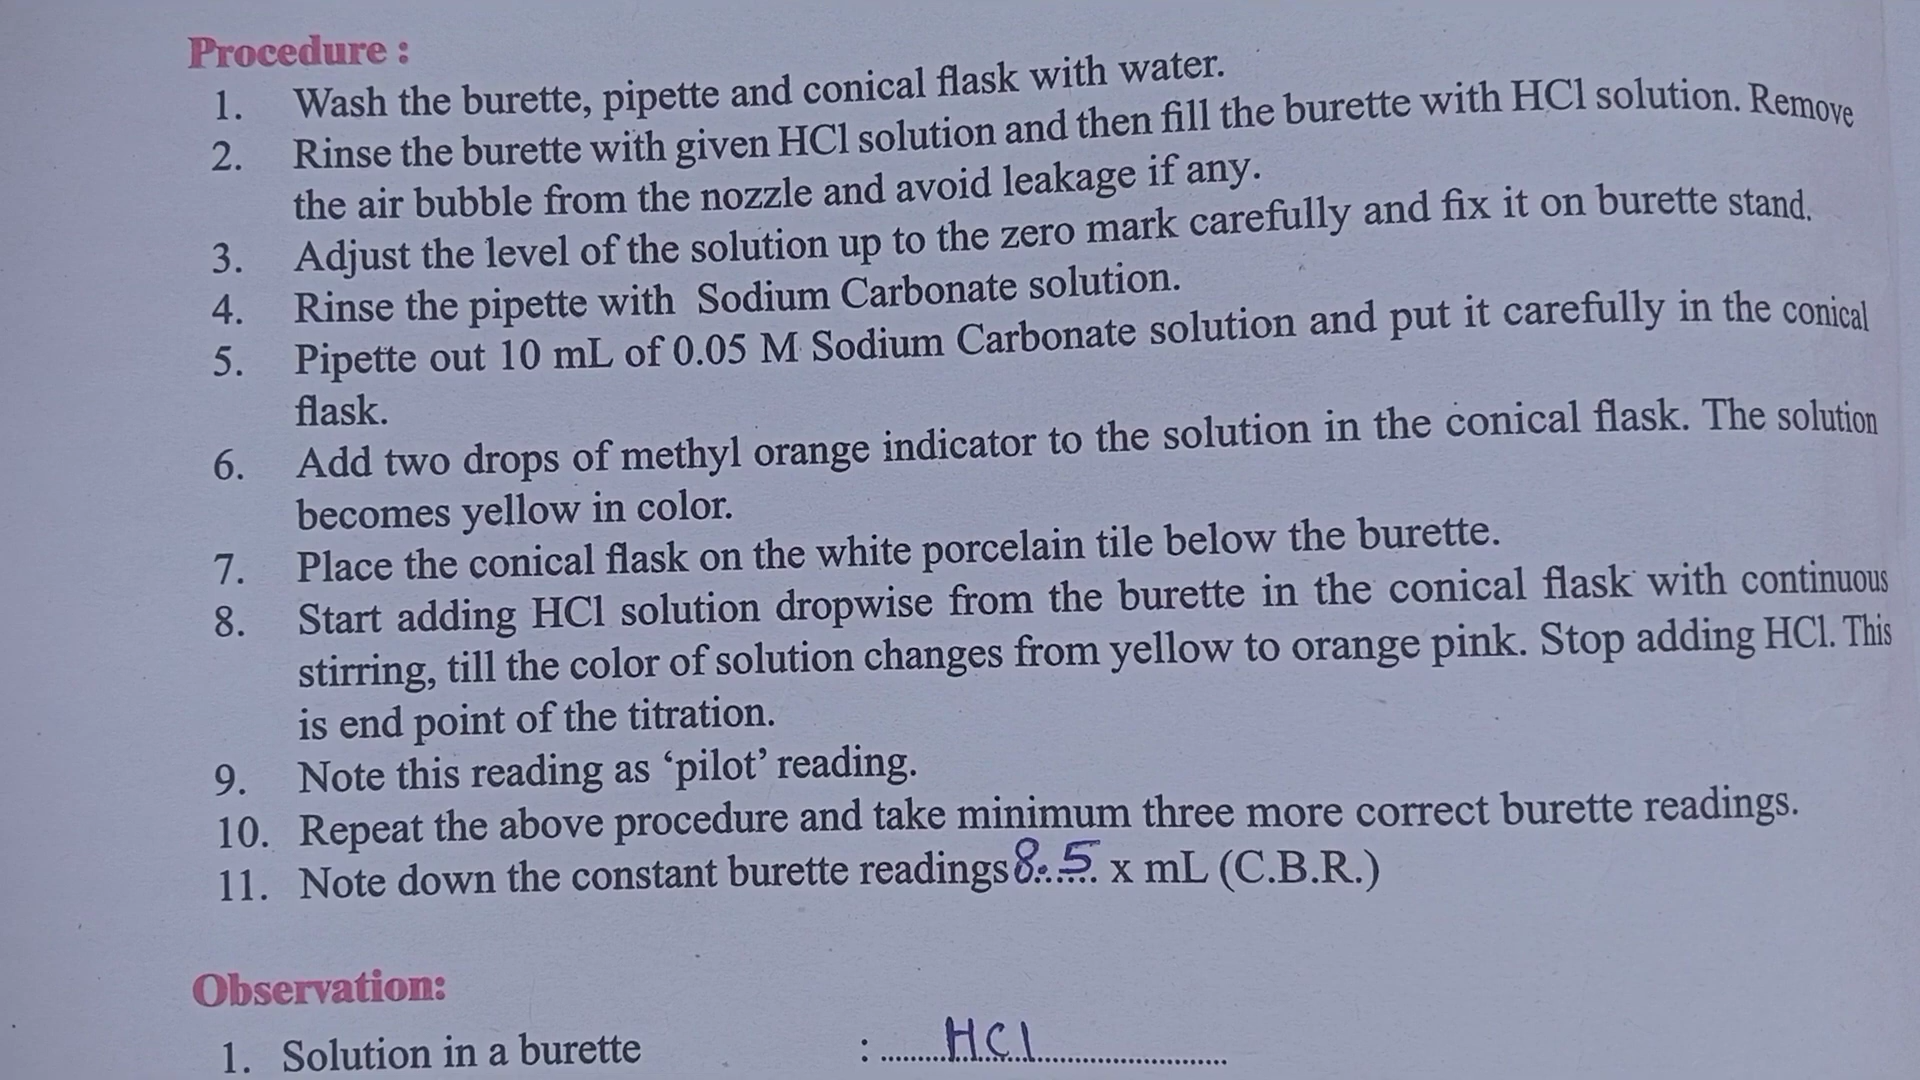 Procedure :
1. Wash the burette, pipette and conical flask with water.
2. Rinse the burette with given HCl solution and then fill the burette with HCl solution. Remove
the air bubble from the nozzle and avoid leakage if any.
3. Adjust the level of the solution up to the zero mark carefully and fix it on burette stand.
4. Rinse the pipette with Sodium Carbonate solution.
5. Pipette out 10 mL of 0.05 M Sodium Carbonate solution and put it carefully in the conical
flask.
6. Add two drops of methyl orange indicator to the solution in the conical flask. The solution
becomes yellow in color.
7. Place the conical flask on the white porcelain tile below the burette.
8. Start adding HCl solution dropwise from the burette in the conical flask with continuous
stirring, till the color of solution changes from yellow to orange pink. Stop adding HCl. This
is end point of the titration.
9. Note this reading as ‘pilot’ reading.
10. Repeat the above procedure and take minimum three more correct burette readings.
11. Note down the constant burette readings 8.5 x mL (C.B.R.)
Observation:
1. Solution in a burette : HCl